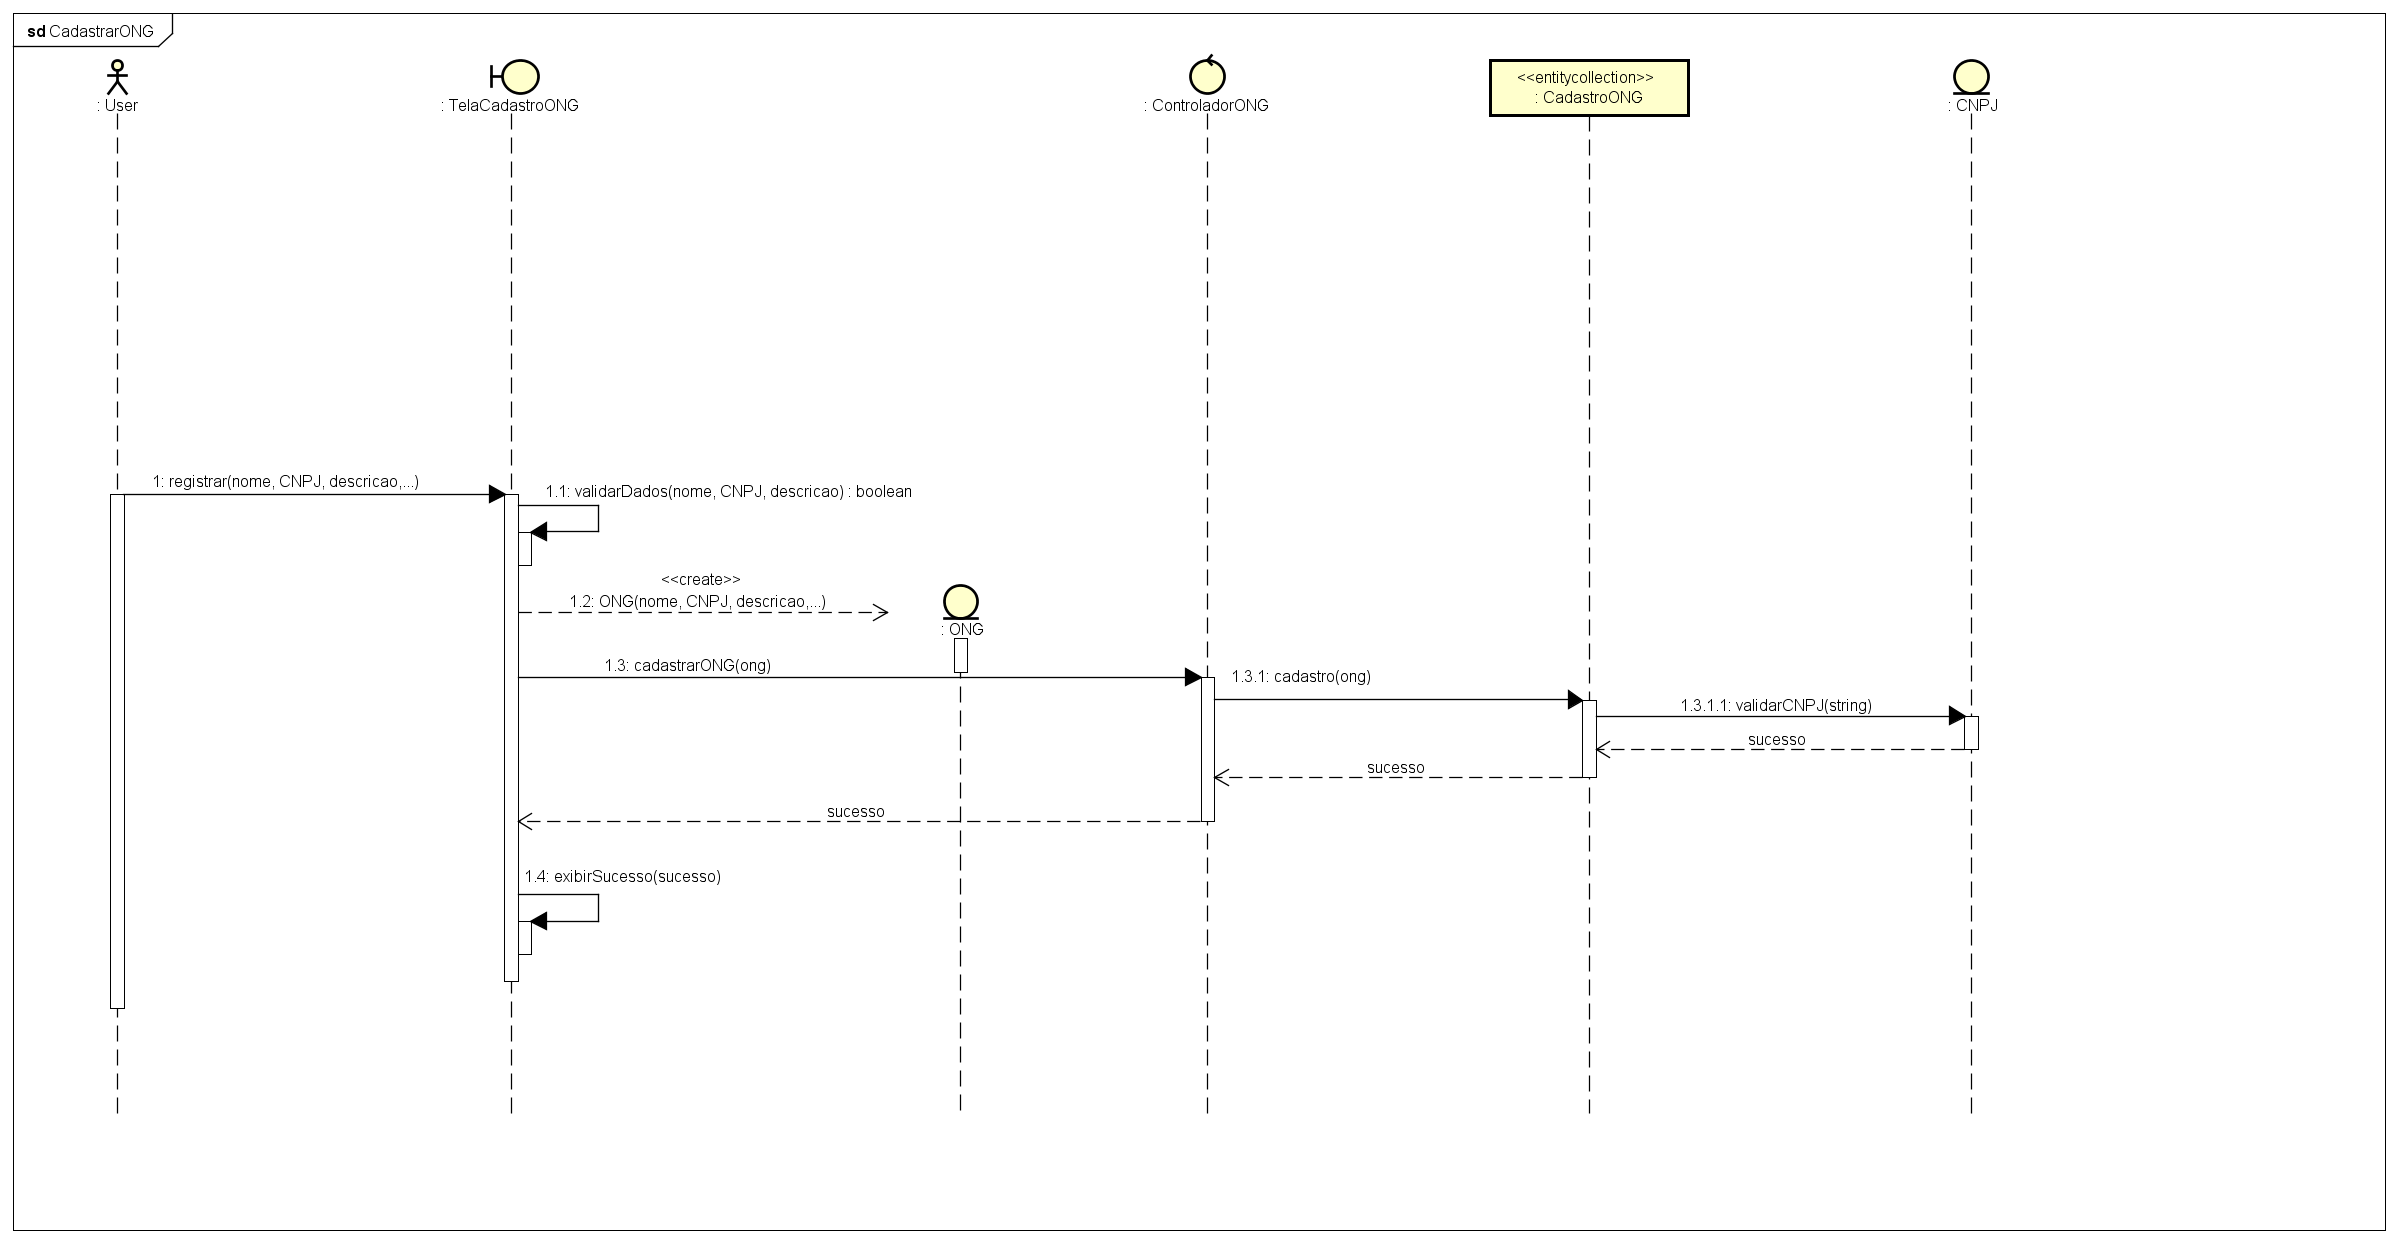 sd CadastrarONG
: User
: TelaCadastroONG
: ControladorONG
<<entitycollection>>
: CadastroONG
: CNPJ
1: registrar(nome, CNPJ, descricao,...)
1.1: validarDados(nome, CNPJ, descricao) : boolean
<<create>>
1.2: ONG(nome, CNPJ, descricao,...)
: ONG
1.3: cadastrarONG(ong)
1.3.1: cadastro(ong)
1.3.1.1: validarCNPJ(string)
sucesso
sucesso
sucesso
1.4: exibirSucesso(sucesso)